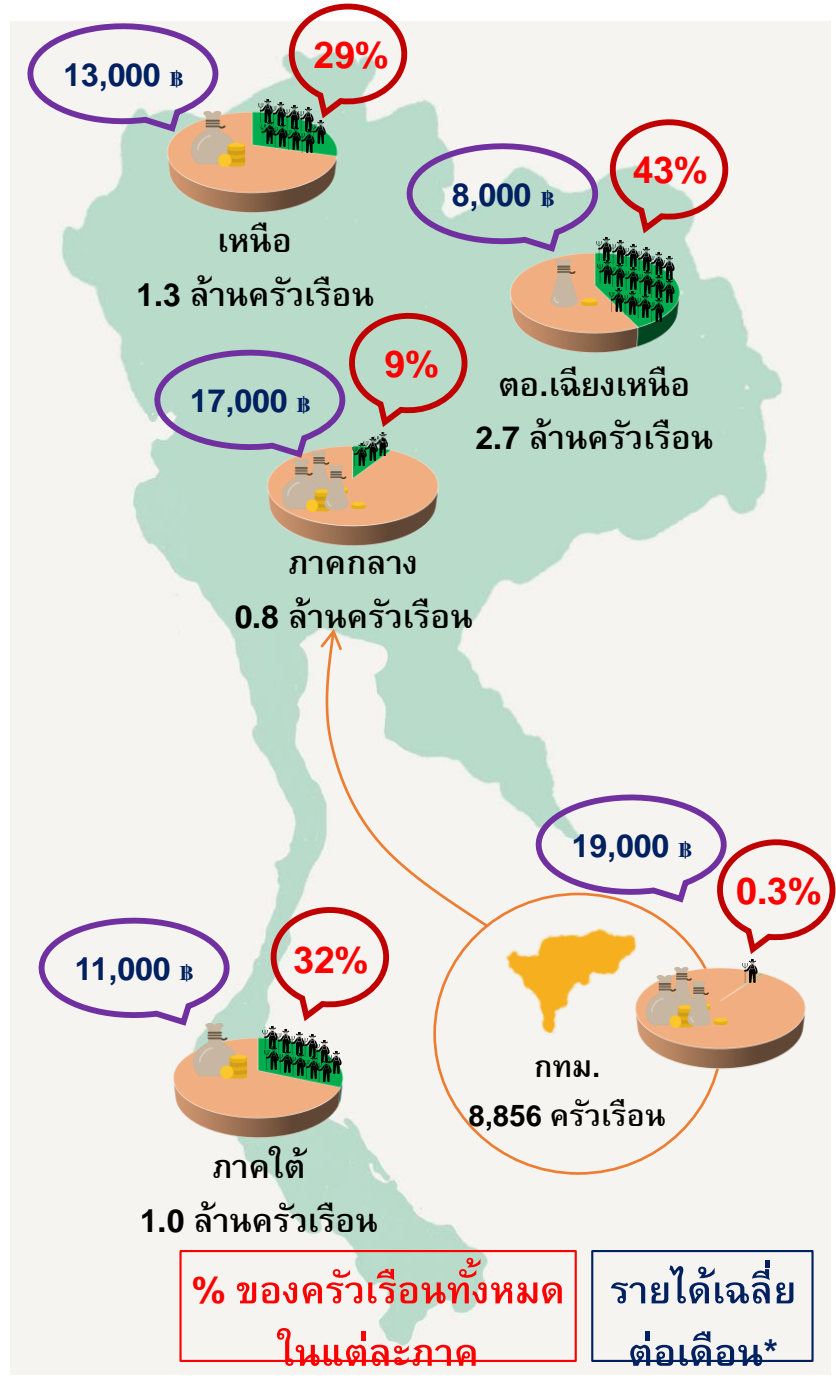 13,000 ฿
29%
เหนือ
1.3 ล้านครัวเรือน
8,000 ฿
43%
ตอ.เฉียงเหนือ
2.7 ล้านครัวเรือน
17,000 ฿
9%
ภาคกลาง
0.8 ล้านครัวเรือน
19,000 ฿
0.3%
กทม.
8,856 ครัวเรือน
11,000 ฿
32%
ภาคใต้
1.0 ล้านครัวเรือน
% ของครัวเรือนทั้งหมด
ในแต่ละภาค
รายได้เฉลี่ย
ต่อเดือน*